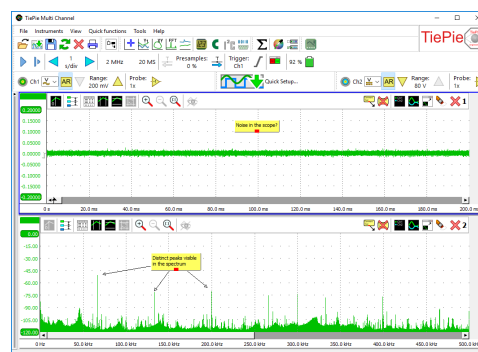 TiePie Multi Channel
File Instruments View Quick functions Tools Help
TiePie
1
s/div
2 MHz
20 MS
Presamples:
0 %
Trigger:
Ch1
92 %
Ch1
AR
Range:
200 mV
Probe:
1x
Quick Setup...
Ch2
AR
Range:
80 V
Probe:
1x
1
0.20000
0.15000
0.10000
0.05000
0.00000
-0.05000
-0.10000
-0.15000
-0.20000
Noise in the scope?
0 s 20.0 ms 40.0 ms 60.0 ms 80.0 ms 100.0 ms 120.0 ms 140.0 ms 160.0 ms 180.0 ms 200.0 m
2
0.00
-15.00
-30.00
-45.00
-60.00
-75.00
-90.00
-105.00
-120.00
Distinct peaks visible
in the spectrum
0 Hz 50.0 kHz 100.0 kHz 150.0 kHz 200.0 kHz 250.0 kHz 300.0 kHz 350.0 kHz 400.0 kHz 450.0 kHz 500.0 kHz